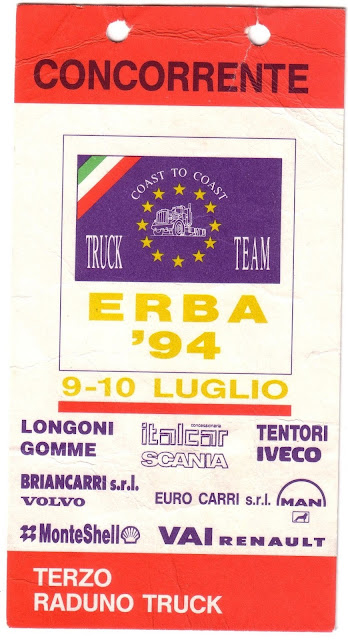 CONCORRENTE
COAST TO COAST
TRUCK TEAM
ERBA
'94
9-10 LUGLIO
LONGONI
GOMME
concessionaria
italcar
SCANIA
TENTORI
IVECO
BRIANCARRI s.r.l.
VOLVO
EURO CARRI s.r.l.
MAN
MonteShell
VAI RENAULT
TERZO
RADUNO TRUCK